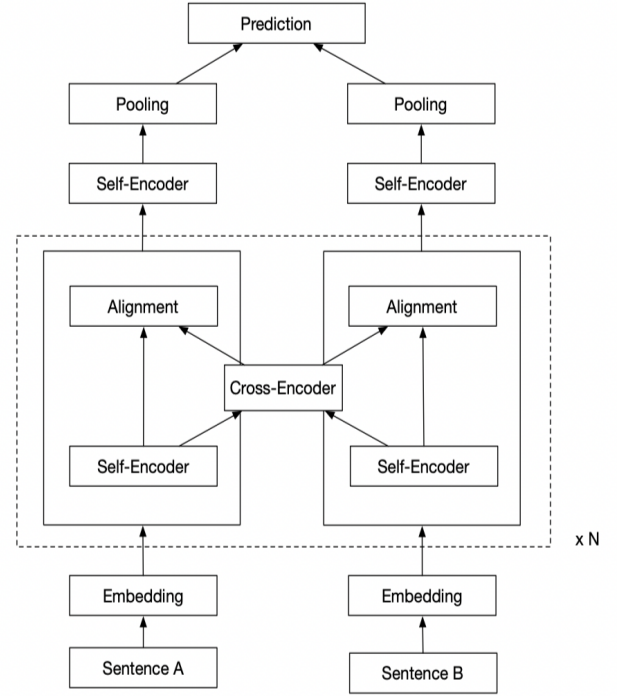 Prediction
Pooling
Pooling
Self-Encoder
Self-Encoder
Alignment
Alignment
Cross-Encoder
Self-Encoder
Self-Encoder
x N
Embedding
Embedding
Sentence A
Sentence B